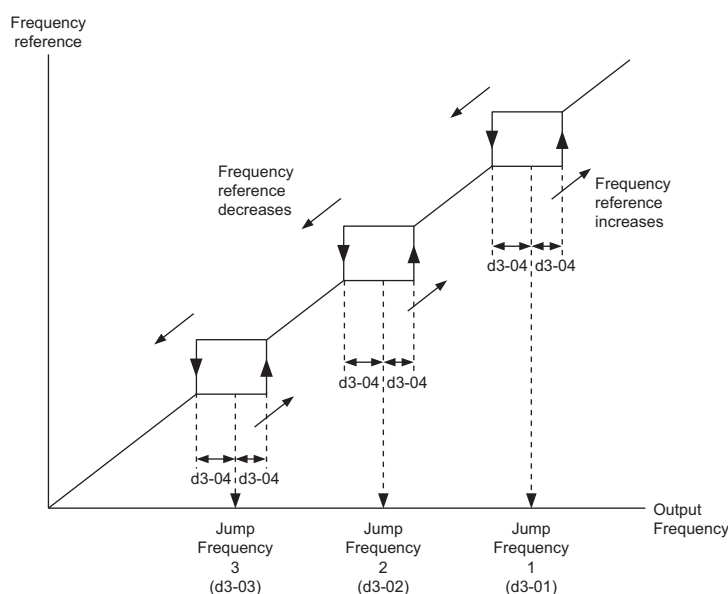 Frequency
reference
Frequency
reference
decreases
Frequency
reference
increases
d3-04 d3-04
d3-04 d3-04
d3-04 d3-04
Output
Frequency
Jump
Frequency
3
(d3-03)
Jump
Frequency
2
(d3-02)
Jump
Frequency
1
(d3-01)